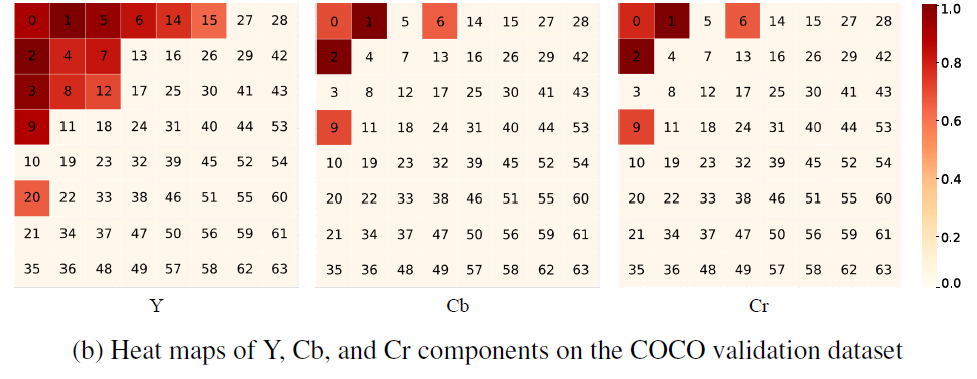 0 1 5 6 14 15 27 28 0 1 5 6 14 15 27 28 0 1 5 6 14 15 27 28 1.0
2 4 7 13 16 26 29 42 2 4 7 13 16 26 29 42 2 4 7 13 16 26 29 42 0.8
3 8 12 17 25 30 41 43 3 8 12 17 25 30 41 43 3 8 12 17 25 30 41 43
9 11 18 24 31 40 44 53 9 11 18 24 31 40 44 53 9 11 18 24 31 40 44 53 0.6
10 19 23 32 39 45 52 54 10 19 23 32 39 45 52 54 10 19 23 32 39 45 52 54 0.4
20 22 33 38 46 51 55 60 20 22 33 38 46 51 55 60 20 22 33 38 46 51 55 60
21 34 37 47 50 56 59 61 21 34 37 47 50 56 59 61 21 34 37 47 50 56 59 61 0.2
35 36 48 49 57 58 62 63 35 36 48 49 57 58 62 63 35 36 48 49 57 58 62 63 0.0
Y Cb Cr
(b) Heat maps of Y, Cb, and Cr components on the COCO validation dataset